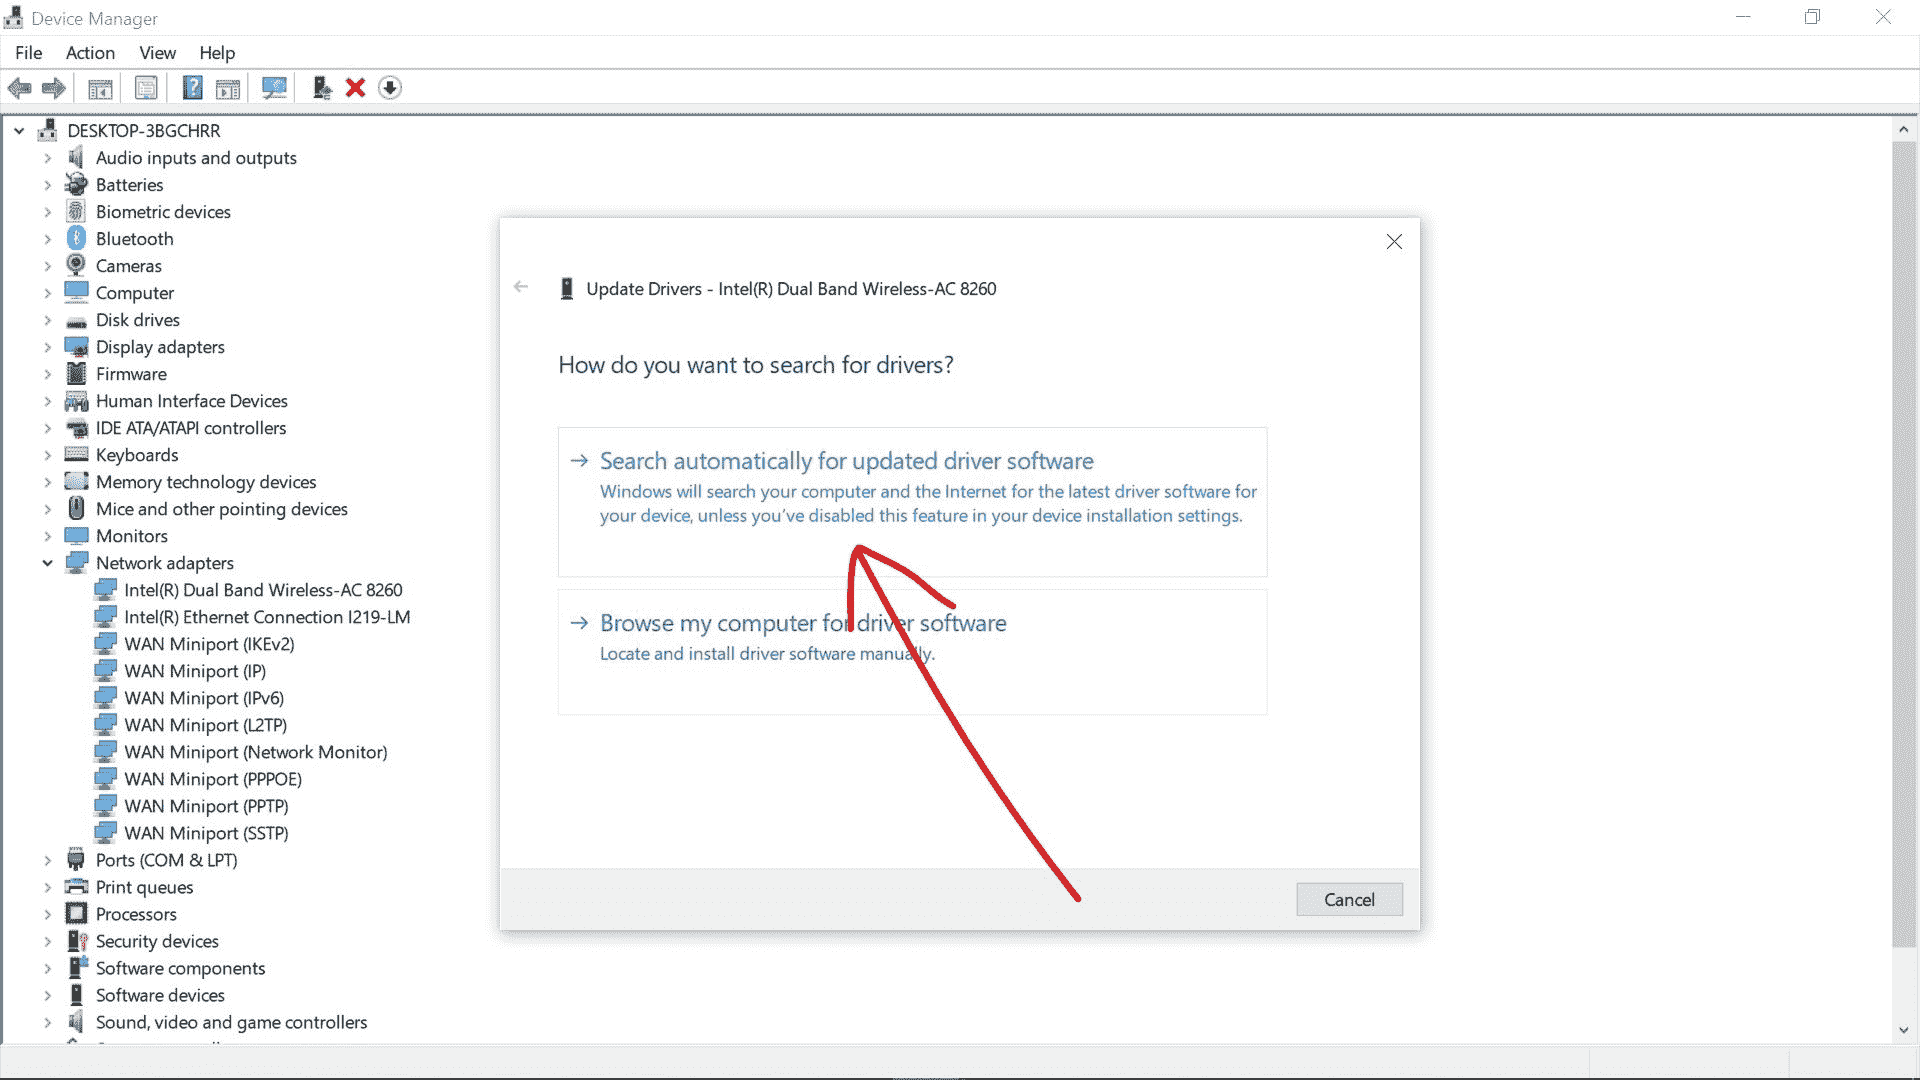 Device Manager
File Action View Help
DESKTOP-3BGCHRR
Audio inputs and outputs
Batteries
Biometric devices
Bluetooth
Cameras
Computer
Disk drives
Display adapters
Firmware
Human Interface Devices
IDE ATA/ATAPI controllers
Keyboards
Memory technology devices
Mice and other pointing devices
Monitors
Network adapters
Intel(R) Dual Band Wireless-AC 8260
Intel(R) Ethernet Connection I219-LM
WAN Miniport (IKEv2)
WAN Miniport (IP)
WAN Miniport (IPv6)
WAN Miniport (L2TP)
WAN Miniport (Network Monitor)
WAN Miniport (PPPOE)
WAN Miniport (PPTP)
WAN Miniport (SSTP)
Ports (COM & LPT)
Print queues
Processors
Security devices
Software components
Software devices
Sound, video and game controllers
Update Drivers - Intel(R) Dual Band Wireless-AC 8260
How do you want to search for drivers?
Search automatically for updated driver software
Windows will search your computer and the Internet for the latest driver software for
your device, unless you've disabled this feature in your device installation settings.
Browse my computer for driver software
Locate and install driver software manually.
Cancel